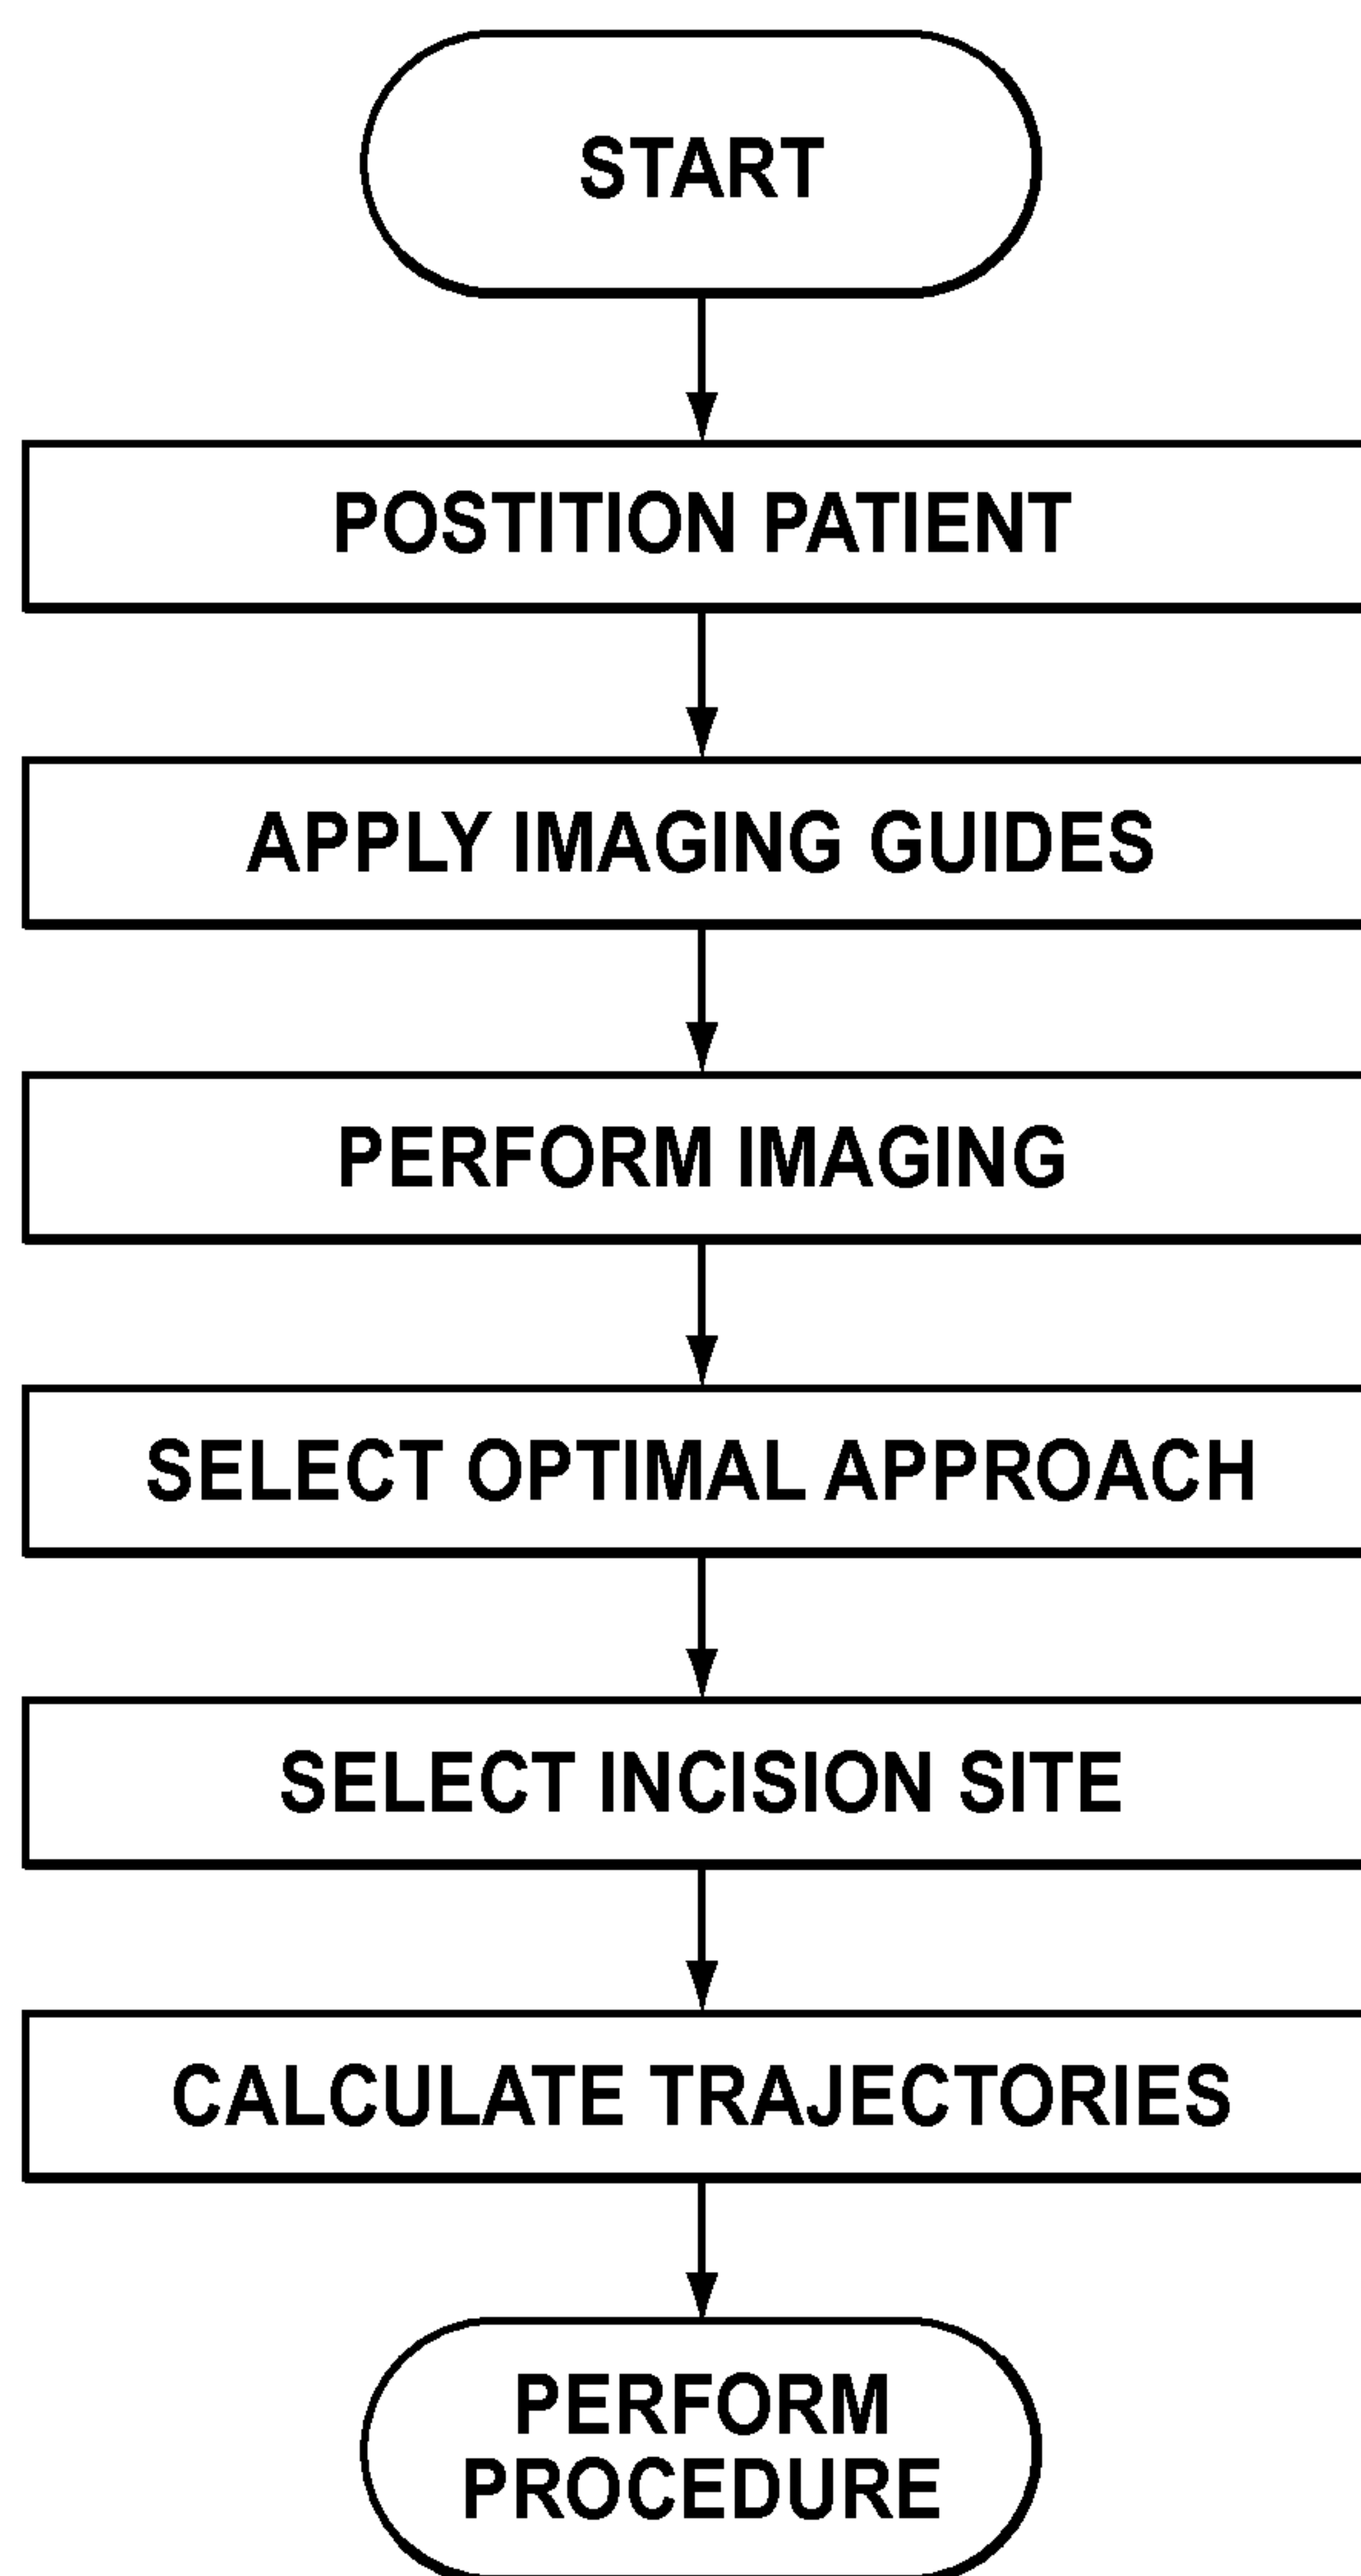 START
POSTITION PATIENT
APPLY IMAGING GUIDES
PERFORM IMAGING
SELECT OPTIMAL APPROACH
SELECT INCISION SITE
CALCULATE TRAJECTORIES
PERFORM
PROCEDURE